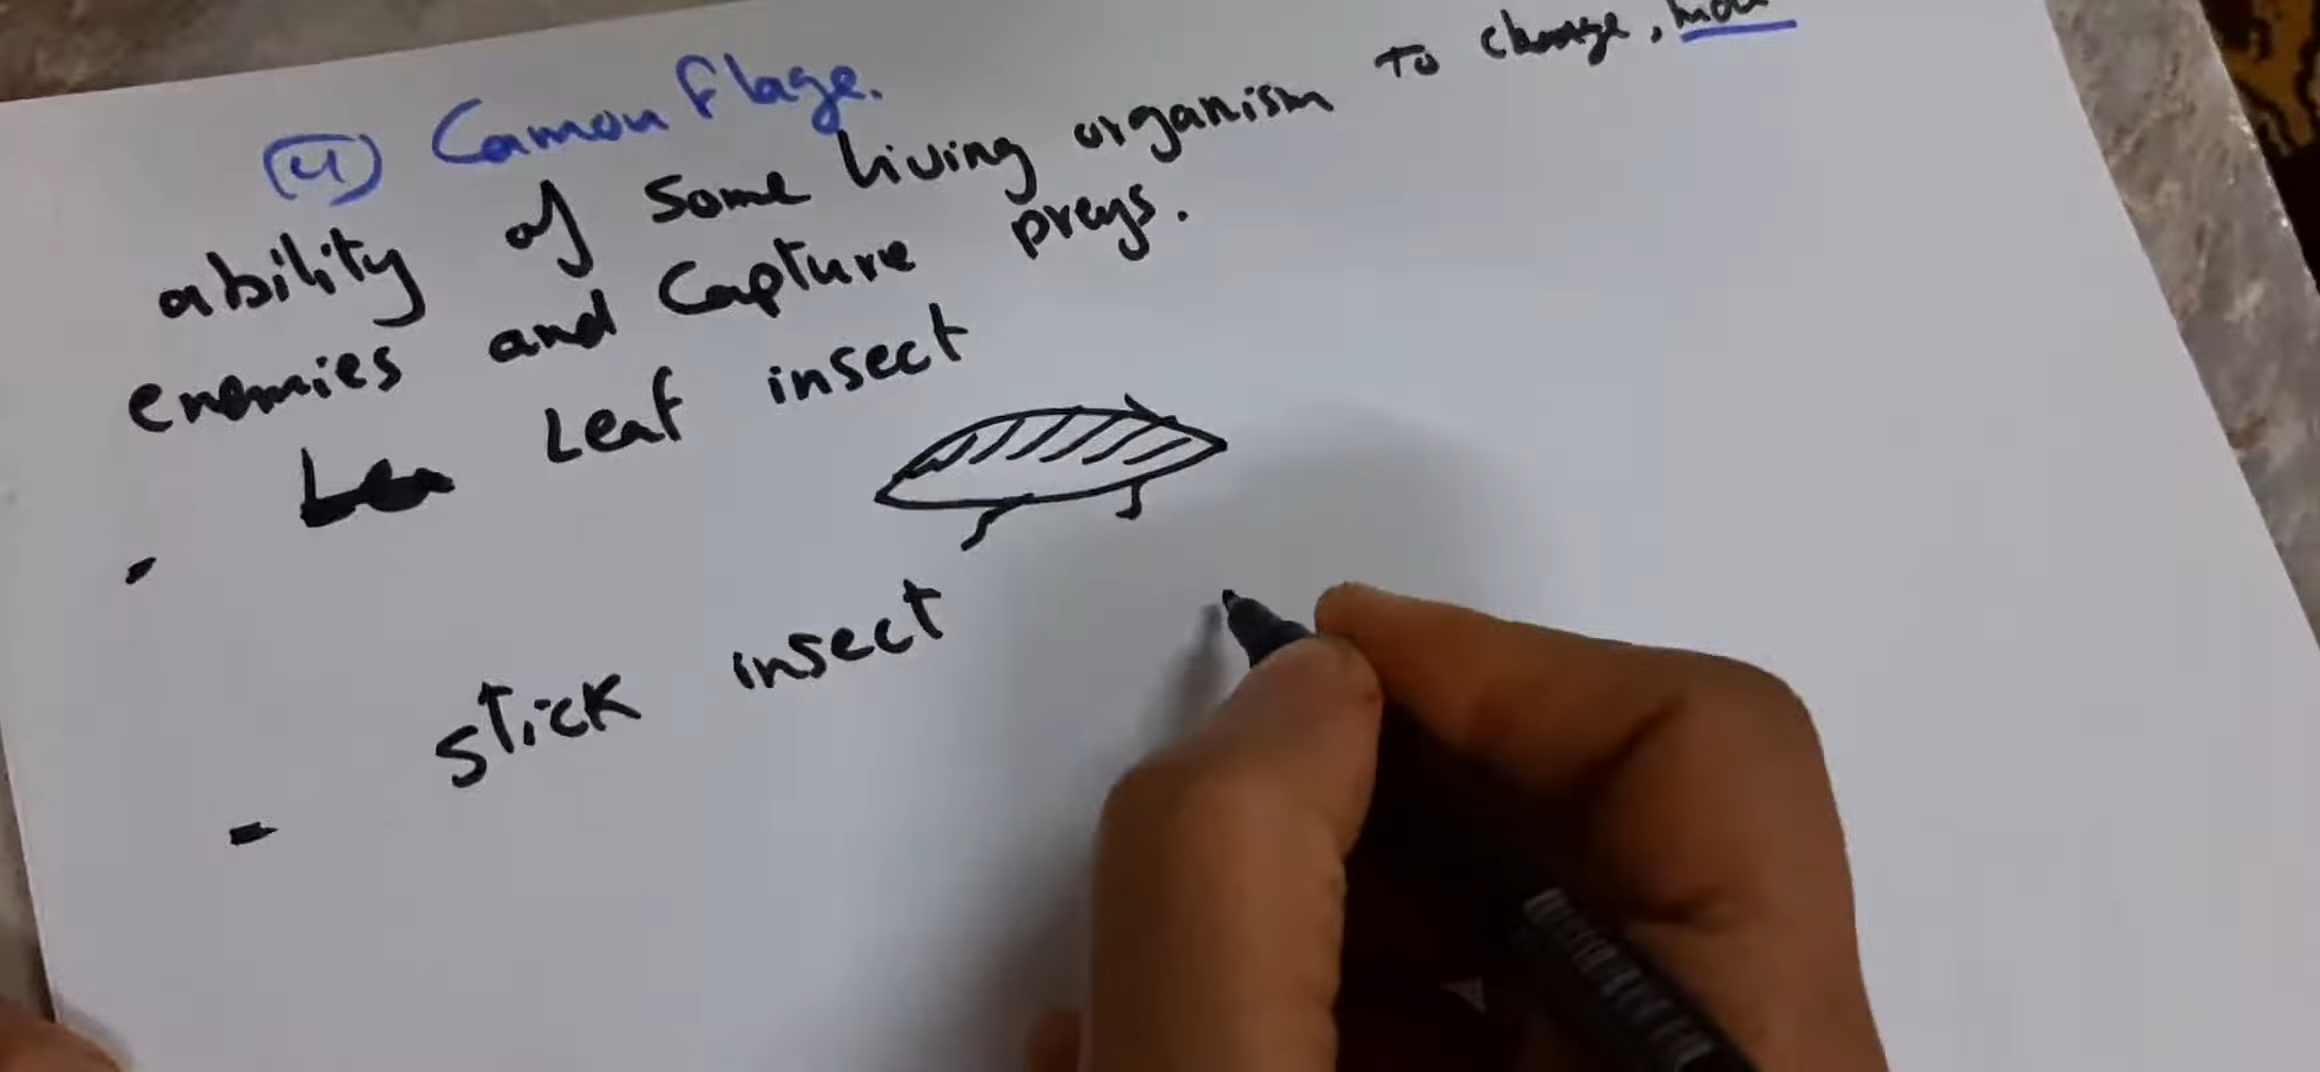 (4) Camouflage.
ability of some living organism to change,
enemies and capture preys.
Leaf insect
- stick insect